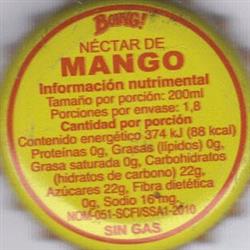 BOING!
NÉCTAR DE
MANGO
Información nutrimental
Tamaño por porción: 200ml
Porciones por envase: 1,8
Cantidad por porción
Contenido energético 374 kJ (88 kcal)
Proteínas 0g, Grasas (lípidos) 0g,
Grasa saturada 0g, Carbohidratos
(hidratos de carbono) 22g,
Azúcares 22g, Fibra dietética
0g, Sodio 16 mg.
NOM-051-SCFI/SSA1-2010
SIN GAS